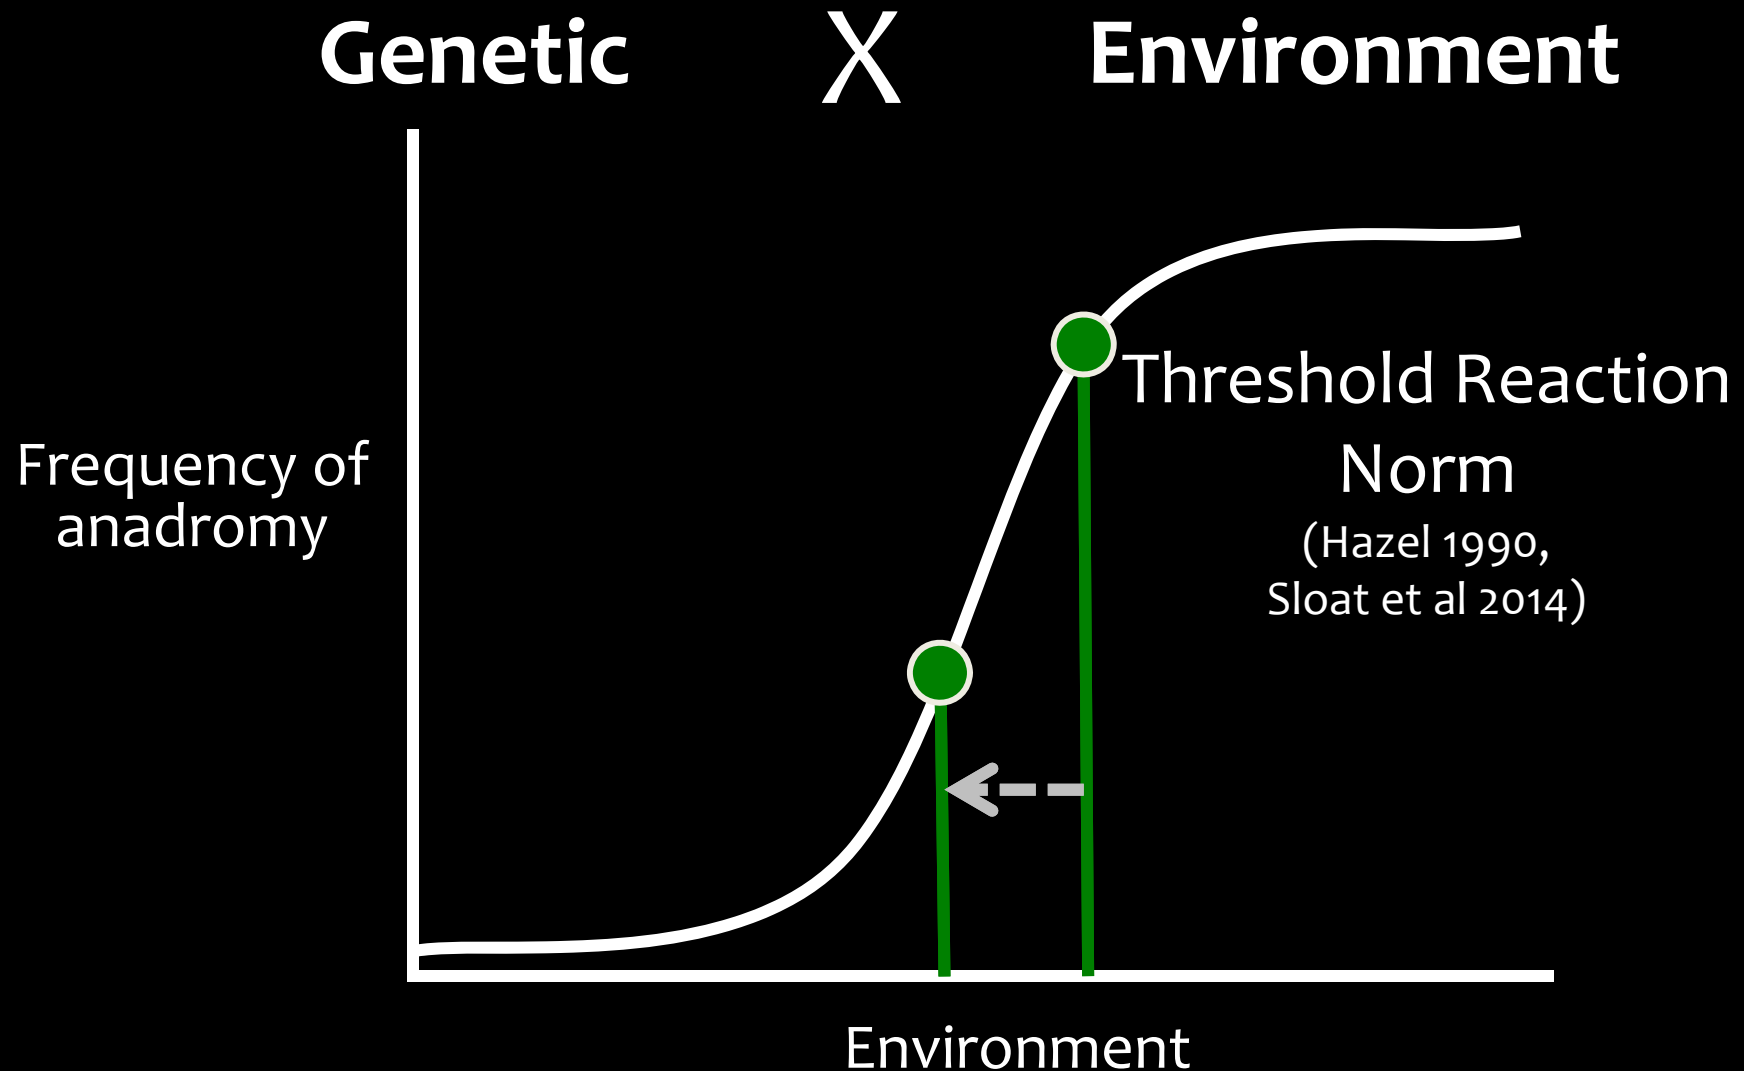 Genetic X Environment
Frequency of
anadromy
Threshold Reaction
Norm
(Hazel 1990,
Sloat et al 2014)
Environment